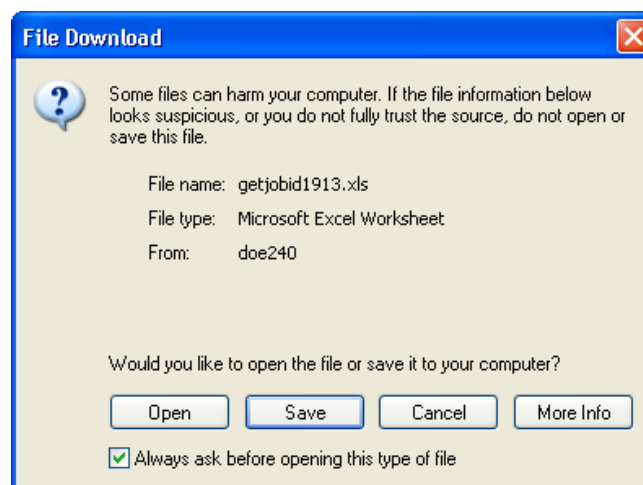 File Download
Some files can harm your computer. If the file information below
looks suspicious, or you do not fully trust the source, do not open or
save this file.
File name: getjobid1913.xls
File type: Microsoft Excel Worksheet
From: doe240
Would you like to open the file or save it to your computer?
Open Save Cancel More Info
Always ask before opening this type of file